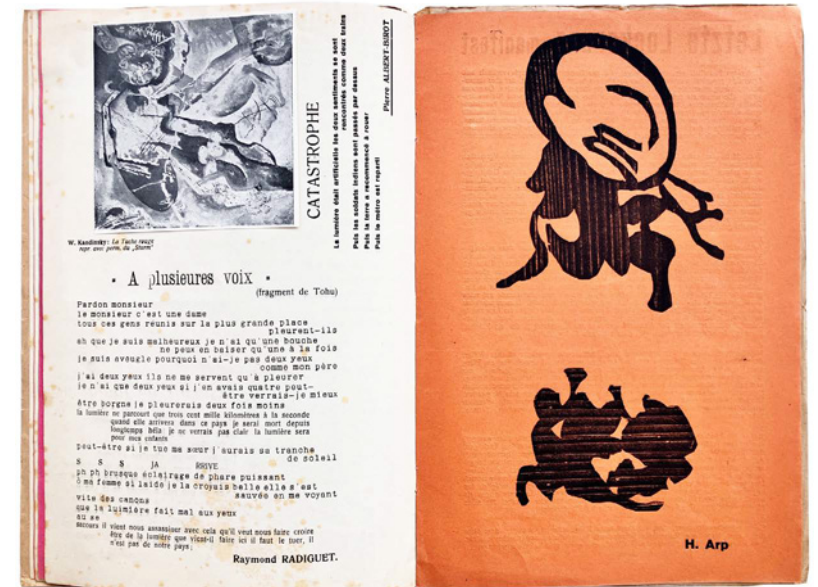 W. Kandinsky: La Tache rouge
repr. avec perm. du „Sturm"
CATASTROPHE
La lumière était artificielle les deux sentiments se sont
rencontrés comme deux trains
Puis les soldats indiens sont passés par dessus
Puis la terre a recommencé à rouer
Puis le métro est reparti
Pierre ALBERT-BIROT
• A plusieures voix •
(fragment de Tohu)
Pardon monsieur
le monsieur c'est une dame
tous ces gens reunis sur la plus grande place
pleurent-ils
ah que je suis malheureux je n'ai qu'une bouche
ne peux en baiser qu'une à la fois
je suis aveugle pourquoi n'ai-je pas deux yeux
comme mon père
j'ai deux yeux ils ne me servent qu'à pleurer
je n'ai que deux yeux si j'en avais quatre peut-
être verrais-je mieux
être borgne je pleurerais deux fois moins
la lumière ne parcourt que trois cent mille kilomètres à la seconde
quand elle arrivera dans ce pays je serai mort depuis
longtemps héla je ne verrais pas clair la lumière sera
pour mes enfants
peut-être si je tue ma sœur j'aurais sa tranche
de soleil
S S S JA RRIVE
ph ph brusque éclairage de phare puissant
ô ma femme si laide je la croyais belle elle s'est
sauvée en me voyant
vite des canons
que la luimière fait mal aux yeux
au se
secours il vient nous assassiner avec cela qu'il veut nous faire croire
être de la lumière que vient-il faire ici il faut le tuer, il
n'est pas de notre pays;
Raymond RADIGUET.
H. Arp